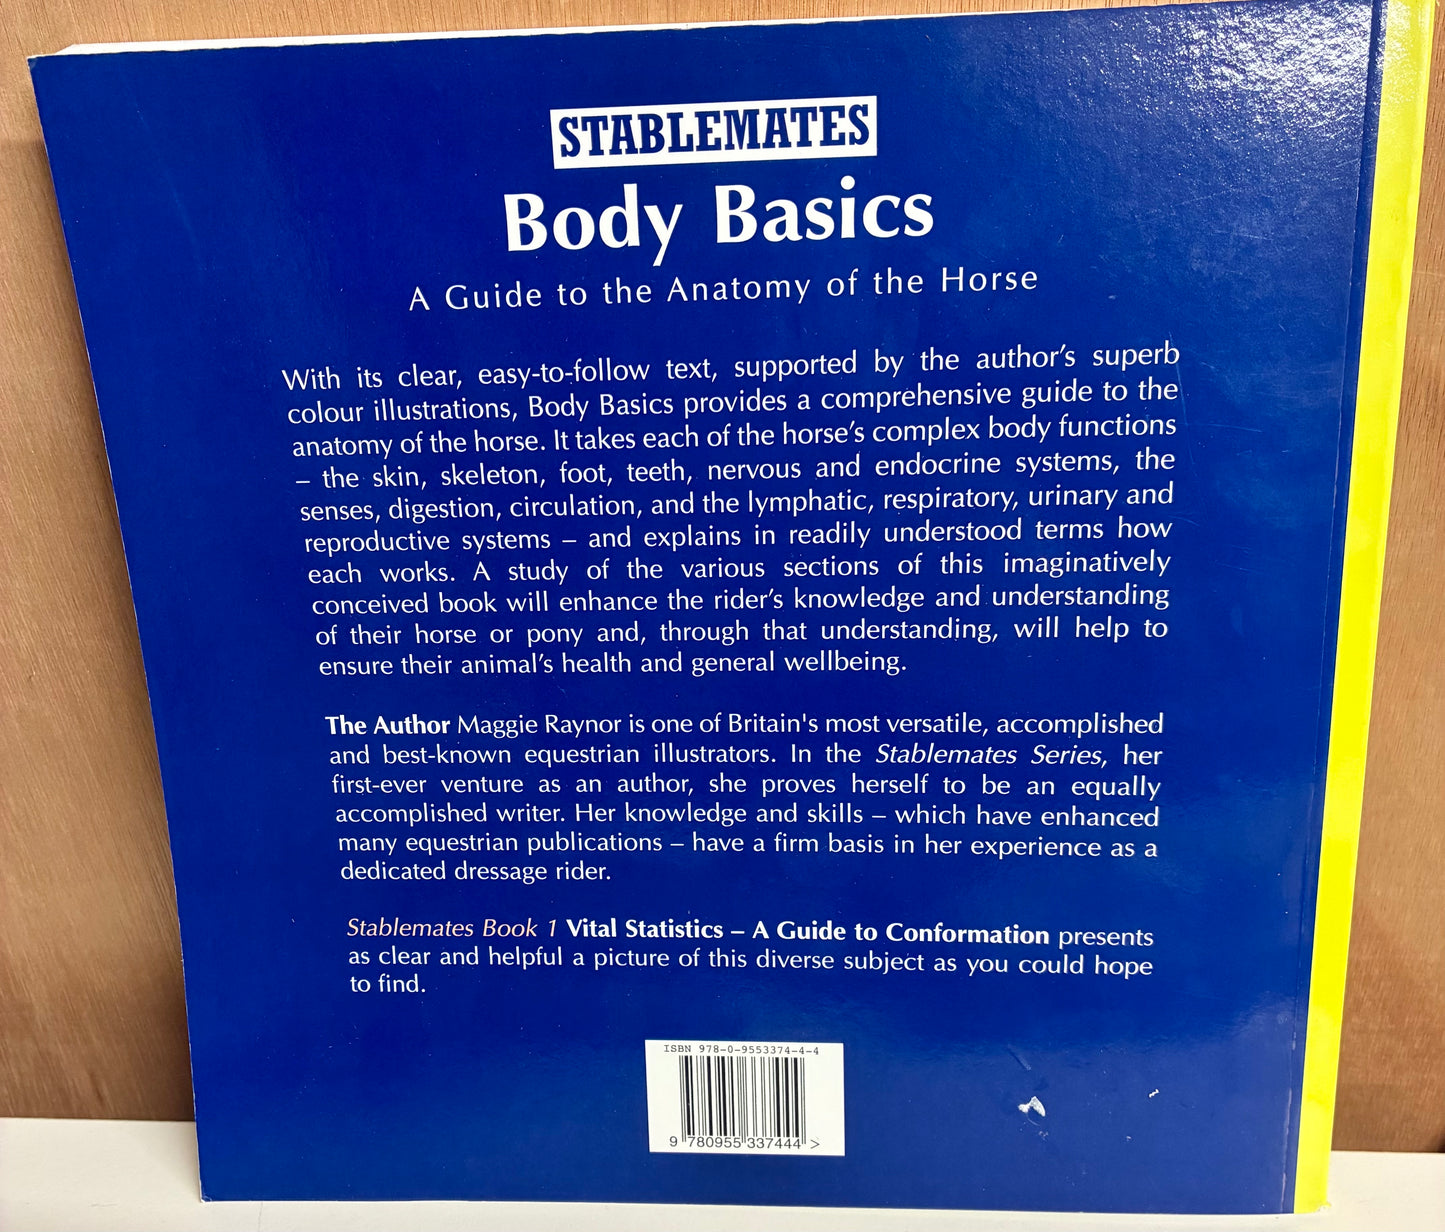 STABLEMATES
Body Basics
A Guide to the Anatomy of the Horse
With its clear, easy-to-follow text, supported by the author's superb
colour illustrations, Body Basics provides a comprehensive guide to the
anatomy of the horse. It takes each of the horse's complex body functions
– the skin, skeleton, foot, teeth, nervous and endocrine systems, the
senses, digestion, circulation, and the lymphatic, respiratory, urinary and
reproductive systems – and explains in readily understood terms how
each works. A study of the various sections of this imaginatively
conceived book will enhance the rider's knowledge and understanding
of their horse or pony and, through that understanding, will help to
ensure their animal's health and general wellbeing.
The Author Maggie Raynor is one of Britain's most versatile, accomplished
and best-known equestrian illustrators. In the Stablemates Series, her
first-ever venture as an author, she proves herself to be an equally
accomplished writer. Her knowledge and skills – which have enhanced
many equestrian publications – have a firm basis in her experience as a
dedicated dressage rider.
Stablemates Book 1 Vital Statistics – A Guide to Conformation presents
as clear and helpful a picture of this diverse subject as you could hope
to find.
ISBN 978-0-9553374-4-4
9 780955 337444 >